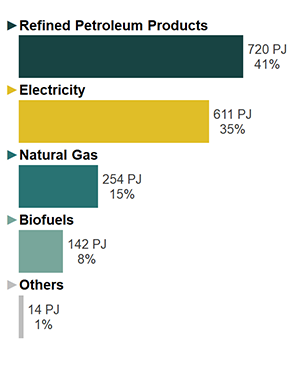 Refined Petroleum Products
720 PJ
41%
Electricity
611 PJ
35%
Natural Gas
254 PJ
15%
Biofuels
142 PJ
8%
Others
14 PJ
1%